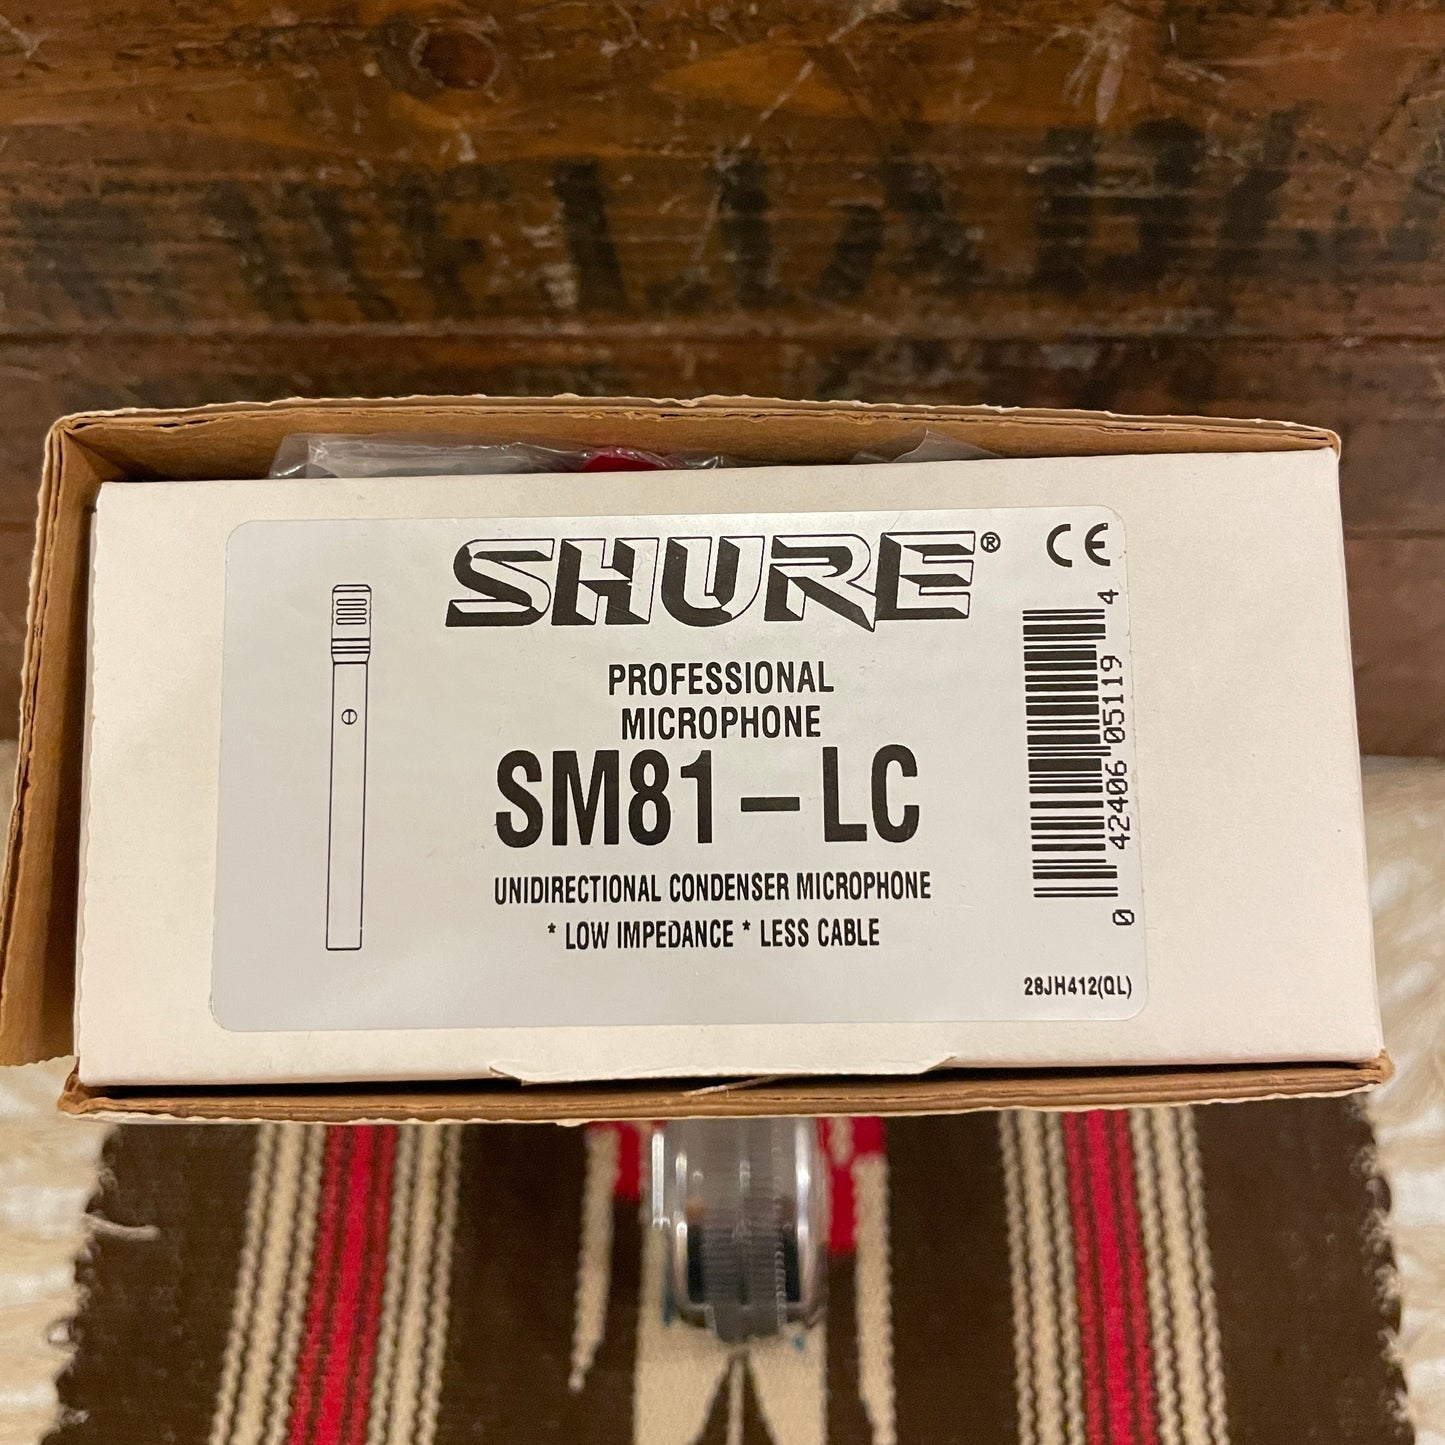 SHURE®
CE
PROFESSIONAL
MICROPHONE
SM81-LC
UNIDIRECTIONAL CONDENSER MICROPHONE
* LOW IMPEDANCE * LESS CABLE
0 42406 05119 4
28JH412(QL)